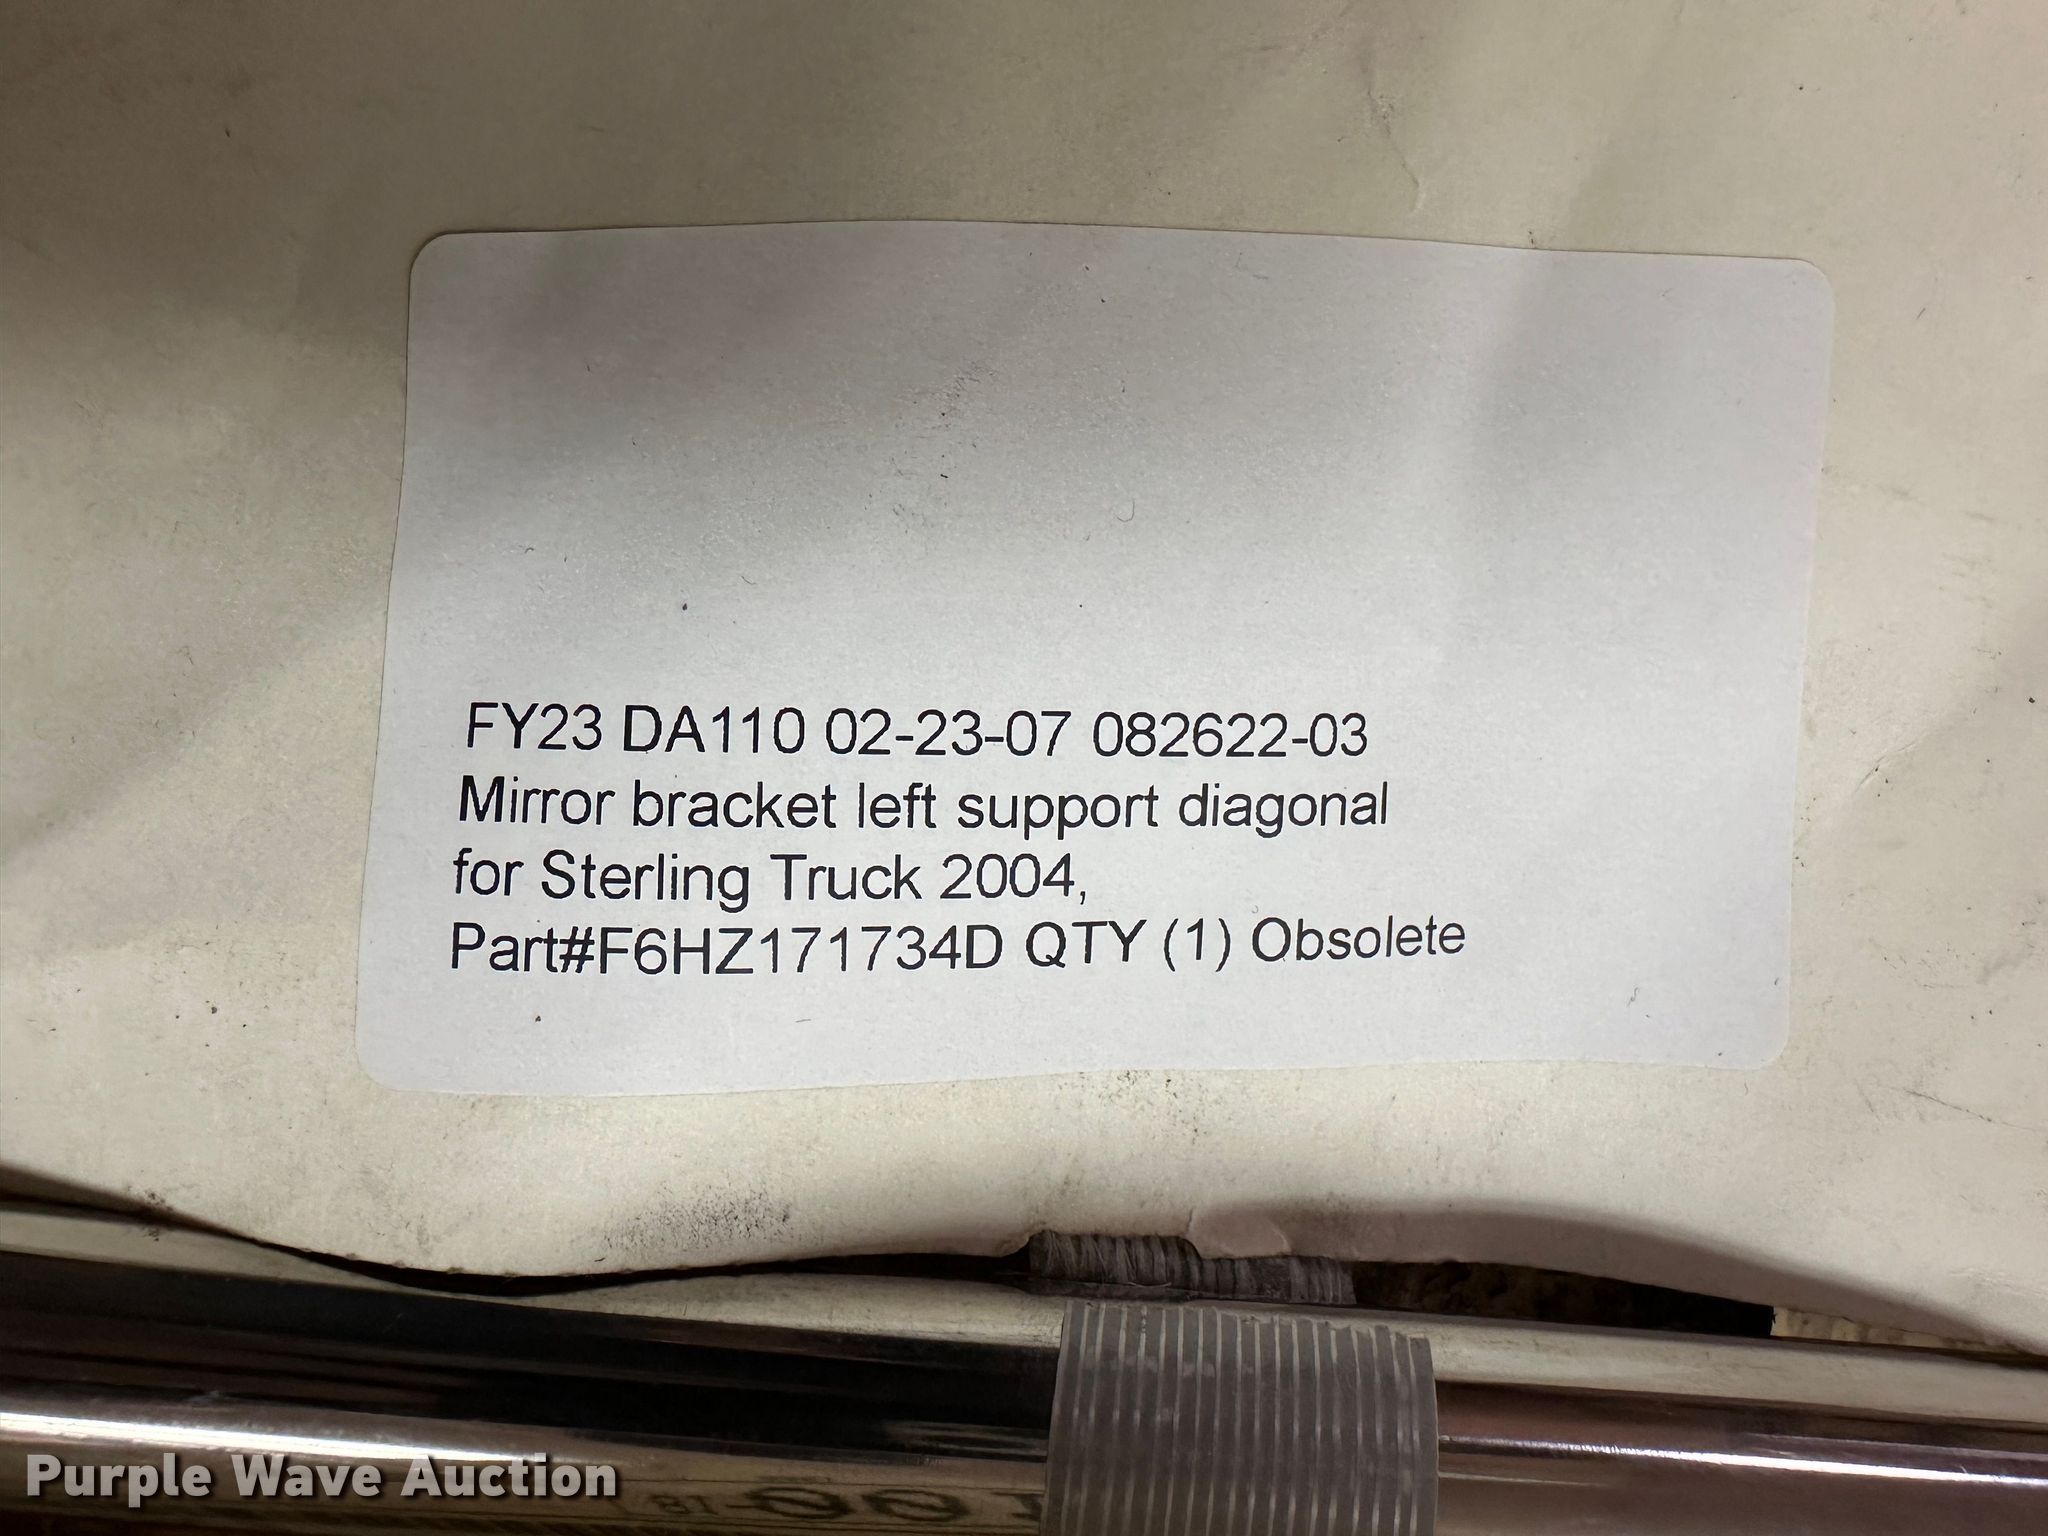 FY23 DA110 02-23-07 082622-03
Mirror bracket left support diagonal
for Sterling Truck 2004,
Part#F6HZ171734D QTY (1) Obsolete
Purple Wave Auction